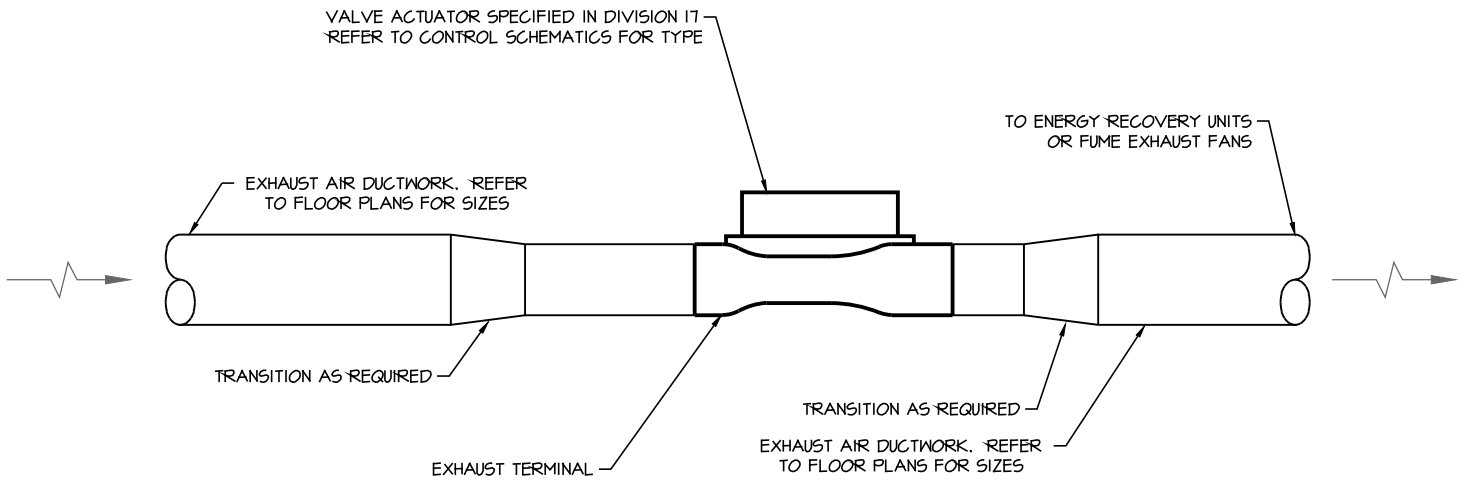 VALVE ACTUATOR SPECIFIED IN DIVISION 17
REFER TO CONTROL SCHEMATICS FOR TYPE
TO ENERGY RECOVERY UNITS
OR FUME EXHAUST FANS
EXHAUST AIR DUCTWORK. REFER
TO FLOOR PLANS FOR SIZES
TRANSITION AS REQUIRED
TRANSITION AS REQUIRED
EXHAUST AIR DUCTWORK. REFER
TO FLOOR PLANS FOR SIZES
EXHAUST TERMINAL